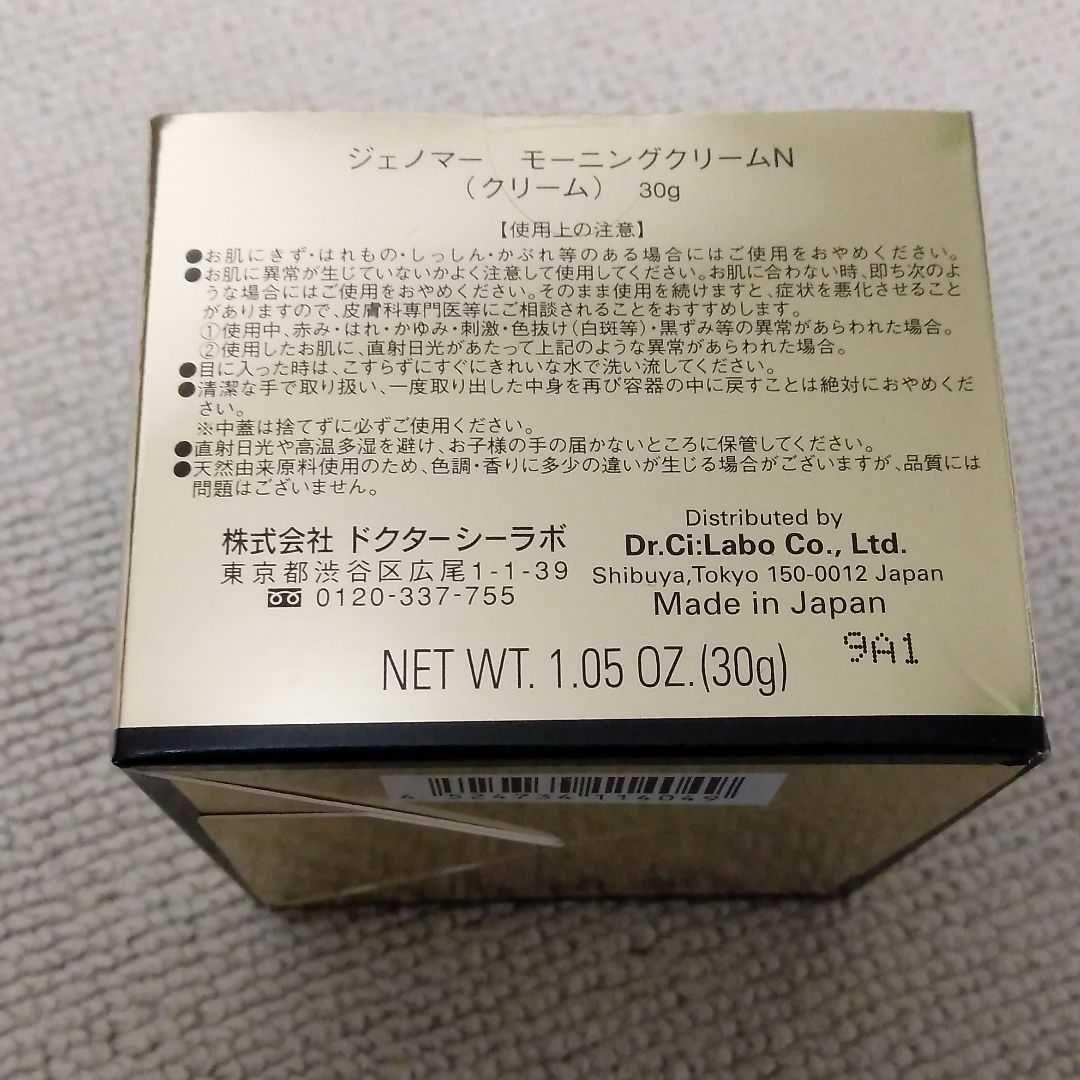 ジェノマー モーニングクリームN
（クリーム） 30g
【使用上の注意】
●お肌にきず・はれもの・しっしん・かぶれ等のある場合にはご使用をおやめください。
●お肌に異常が生じていないかよく注意して使用してください。お肌に合わない時、即ち次のよ
うな場合にはご使用をおやめください。そのまま使用を続けますと、症状を悪化させること
がありますので、皮膚科専門医等にご相談されることをおすすめします。
①使用中、赤み・はれ・かゆみ・刺激・色抜け（白斑等）・黒ずみ等の異常があらわれた場合。
②使用したお肌に、直射日光があたって上記のような異常があらわれた場合。
●目に入った時は、こすらずにすぐにきれいな水で洗い流してください。
●清潔な手で取り扱い、一度取り出した中身を再び容器の中に戻すことは絶対におやめくだ
さい。
※中蓋は捨てずに必ずご使用ください。
●直射日光や高温多湿を避け、お子様の手の届かないところに保管してください。
●天然由来原料使用のため、色調・香りに多少の違いが生じる場合がございますが、品質には
問題はございません。
株式会社 ドクターシーラボ
東京都渋谷区広尾1-1-39
0120-337-755
Distributed by
Dr.Ci:Labo Co., Ltd.
Shibuya,Tokyo 150-0012 Japan
Made in Japan
NET WT. 1.05 OZ.(30g)
9A1
4 524734 114049